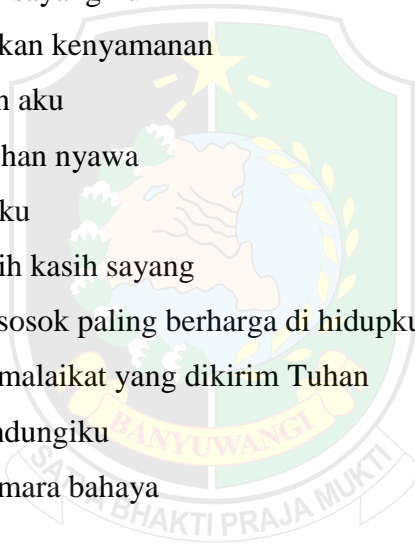 kan kenyamanan
aku
han nyawa
ku
ih kasih sayang
sosok paling berharga di hidupku
malaikat yang dikirim Tuhan
ndungiku
mara bahaya
BANYUWANGI
SATYA BHAKTI PRAJA MUKTI